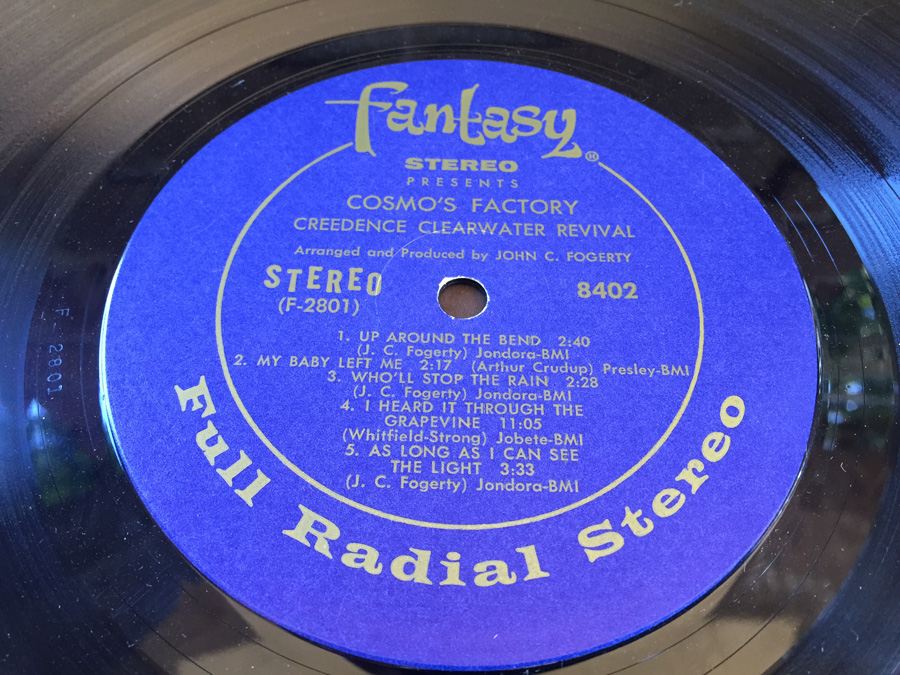 fantasy®
STEREO
PRESENTS
COSMO'S FACTORY
CREEDENCE CLEARWATER REVIVAL
Arranged and Produced by JOHN C. FOGERTY
STEREO 8402
(F-2801)
1. UP AROUND THE BEND 2:40
(J. C. Fogerty) Jondora-BMI
2. MY BABY LEFT ME 2:17 (Arthur Crudup) Presley-BMI
3. WHO'LL STOP THE RAIN 2:28
(J. C. Fogerty) Jondora-BMI
4. I HEARD IT THROUGH THE
GRAPEVINE 11:05
(Whitfield-Strong) Jobete-BMI
5. AS LONG AS I CAN SEE
THE LIGHT 3:33
(J. C. Fogerty) Jondora-BMI
Full Radial Stereo
F-2801